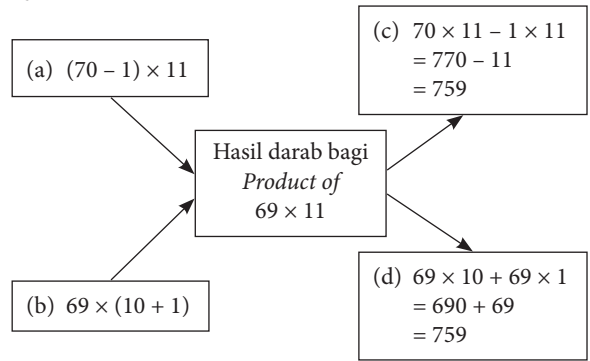 (a) (70 – 1) × 11
(b) 69 × (10 + 1)
Hasil darab bagi
Product of
69 × 11
(c) 70 × 11 – 1 × 11
= 770 – 11
= 759
(d) 69 × 10 + 69 × 1
= 690 + 69
= 759